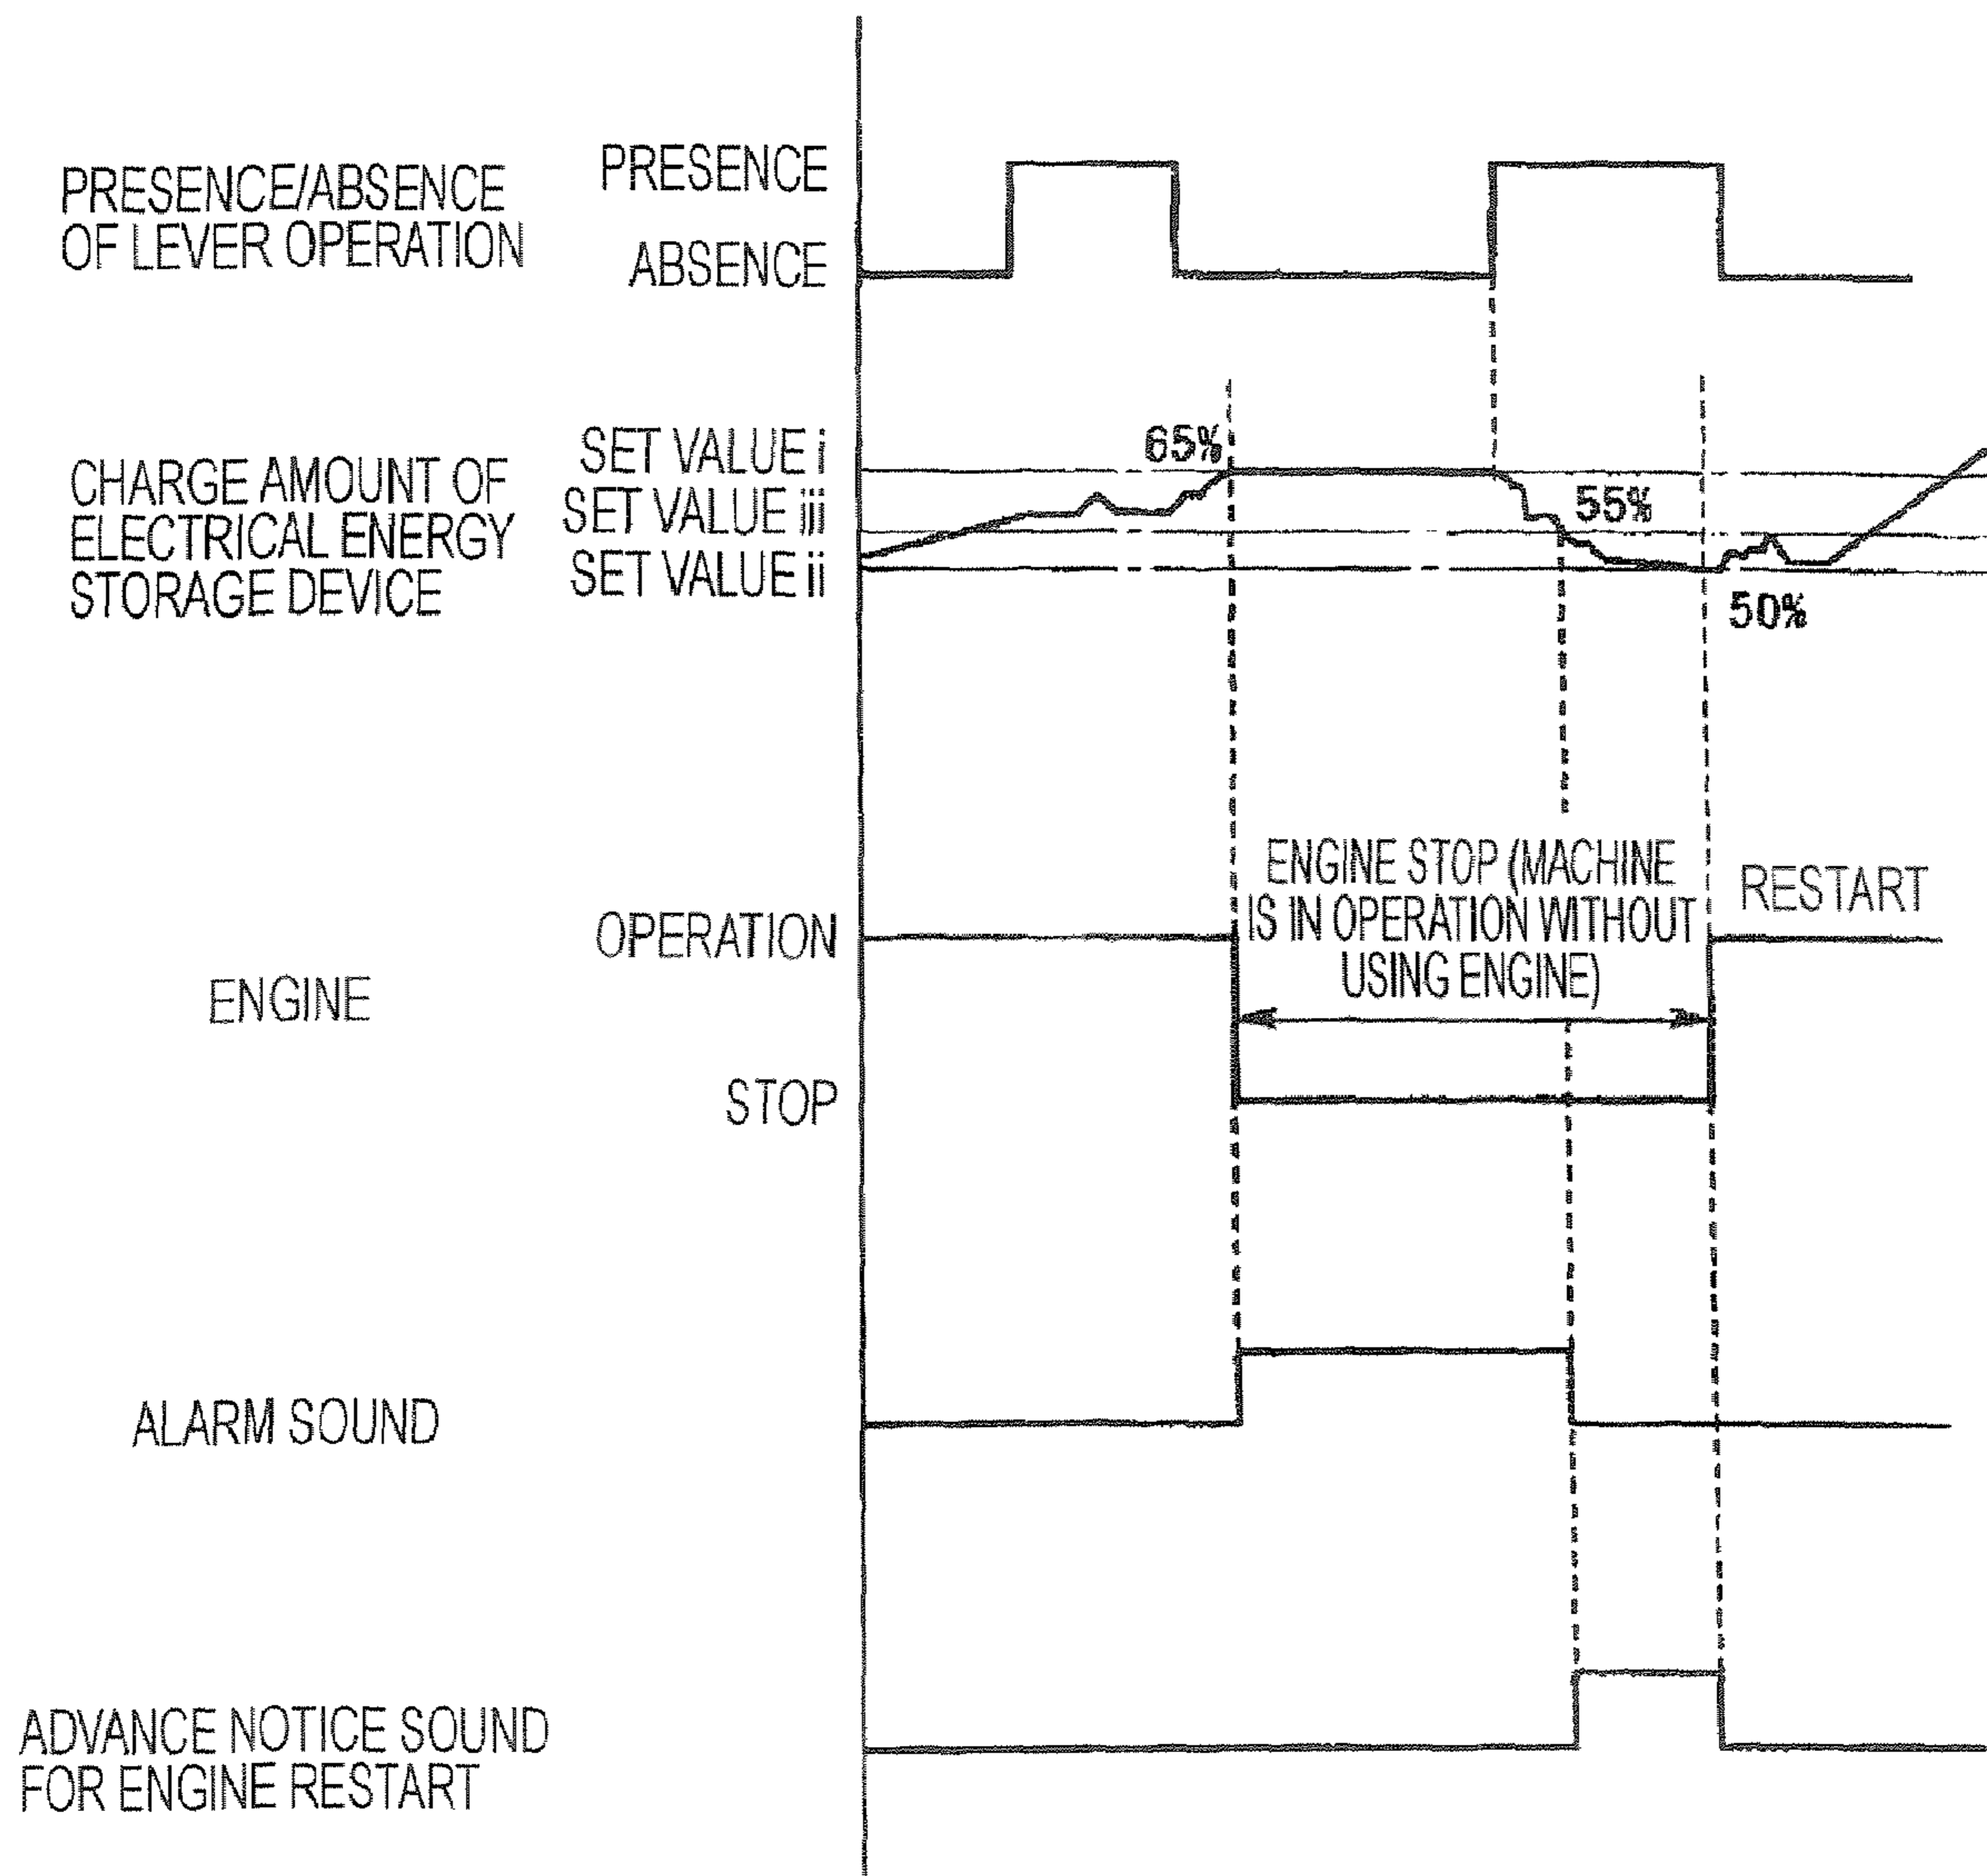 PRESENCE/ABSENCE
OF LEVER OPERATION
PRESENCE
ABSENCE
CHARGE AMOUNT OF
ELECTRICAL ENERGY
STORAGE DEVICE
SET VALUE i
SET VALUE iii
SET VALUE ii
65%
55%
50%
ENGINE
OPERATION
STOP
ENGINE STOP (MACHINE
IS IN OPERATION WITHOUT
USING ENGINE)
RESTART
ALARM SOUND
ADVANCE NOTICE SOUND
FOR ENGINE RESTART